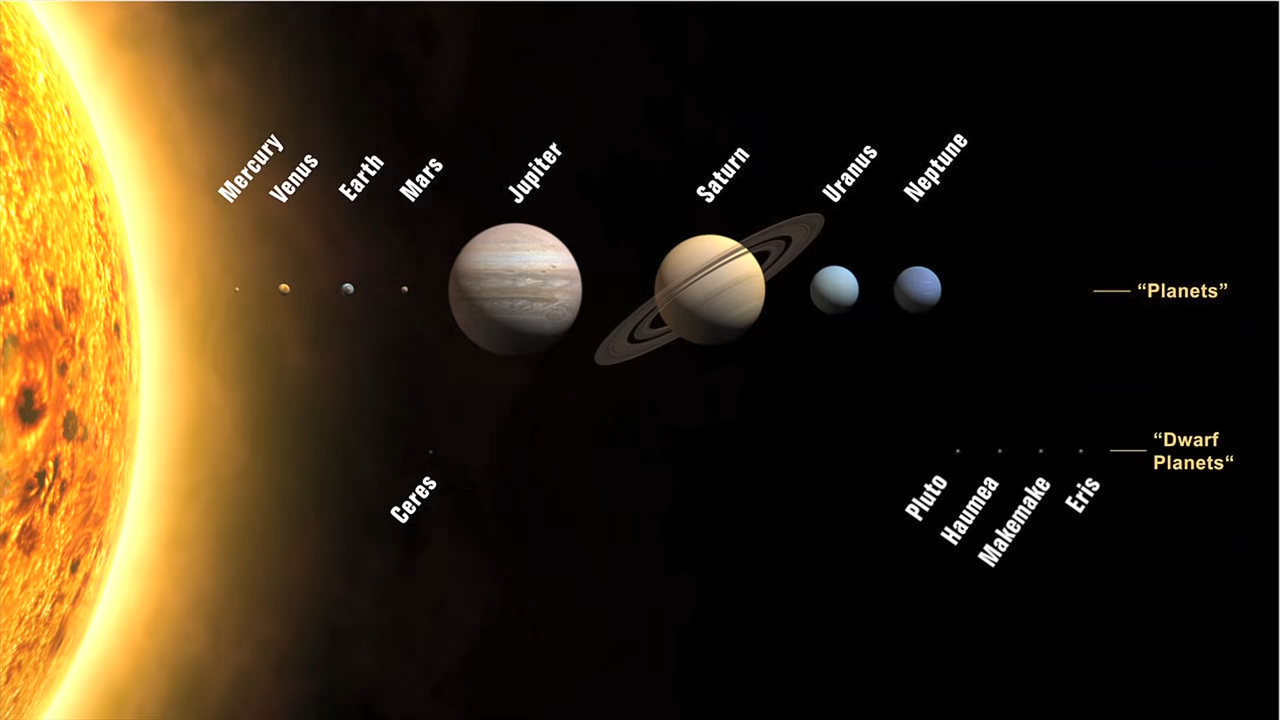 Mercury
Venus
Earth
Mars
Jupiter
Saturn
Uranus
Neptune
“Planets”
Ceres
Pluto
Haumea
Makemake
Eris
“Dwarf
Planets“